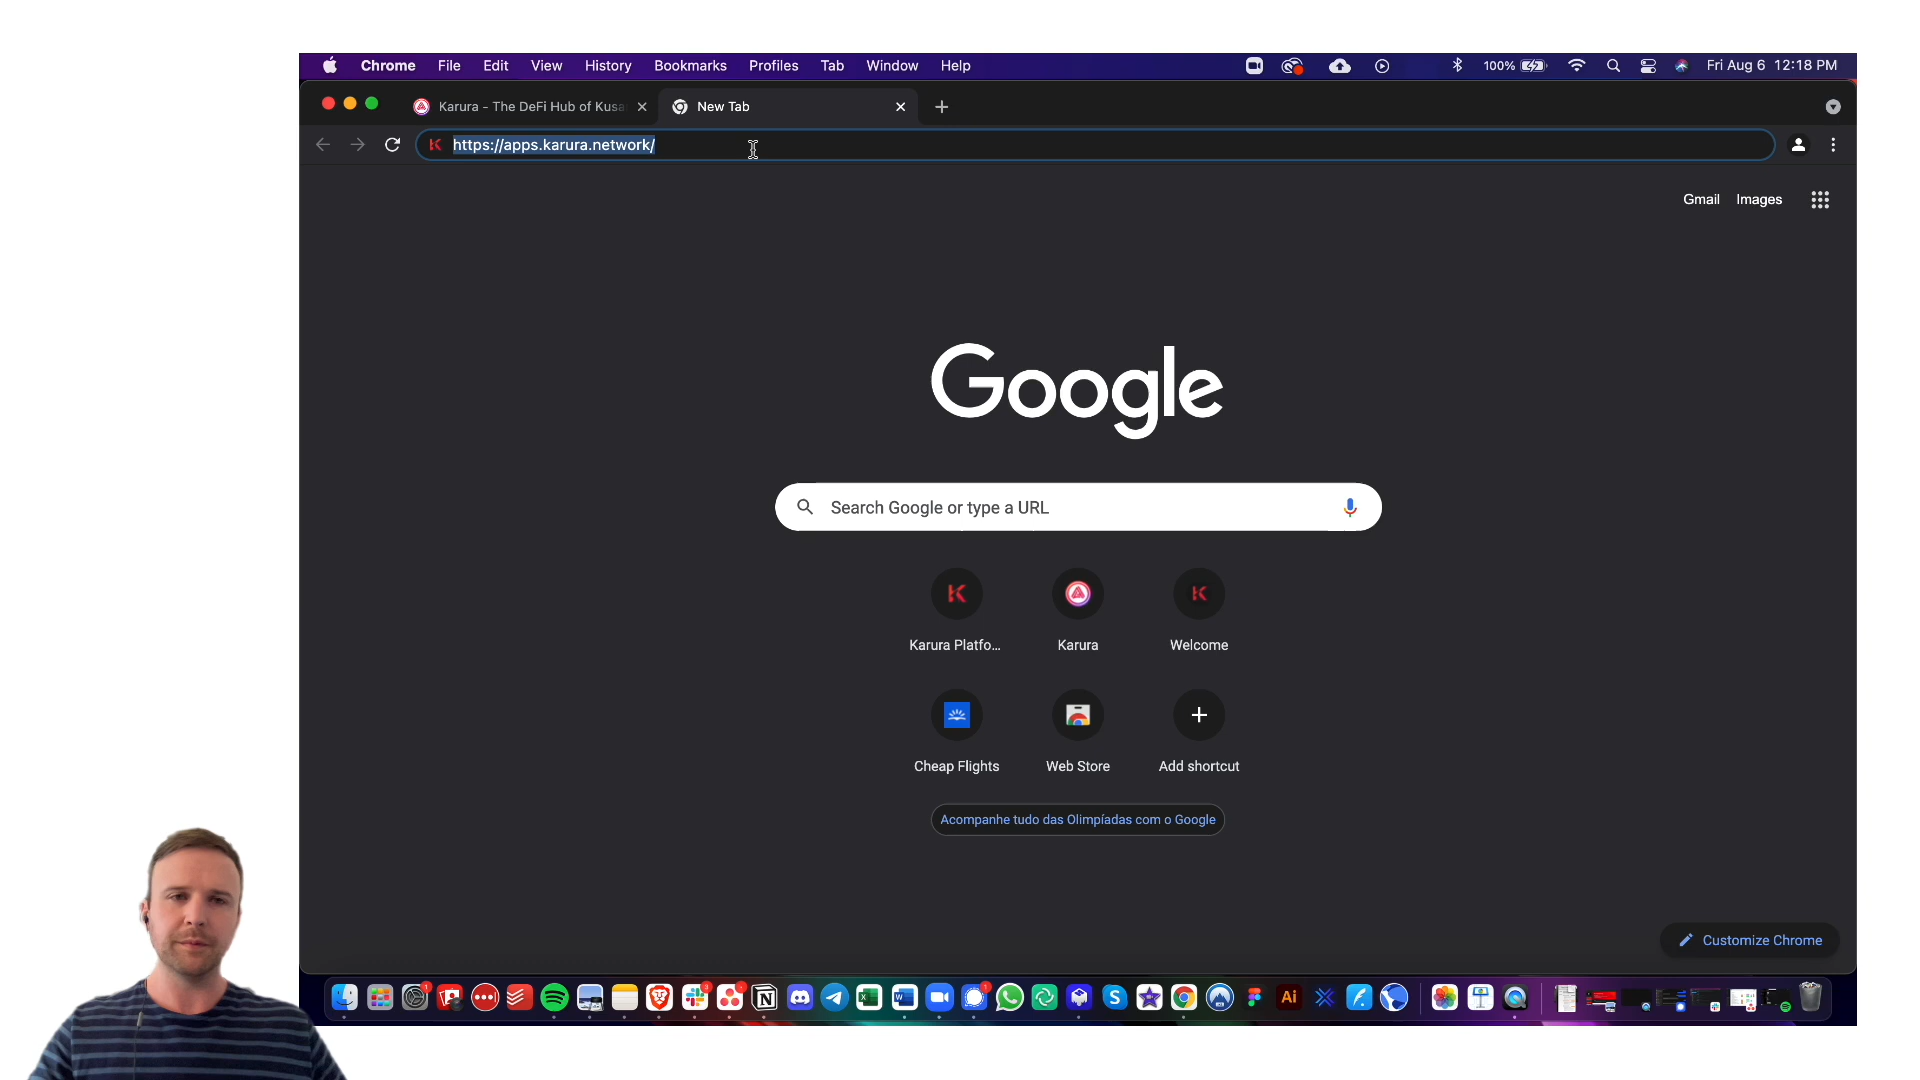 Chrome File Edit View History Bookmarks Profiles Tab Window Help 100% Fri Aug 6 12:18 PM
Karura - The DeFi Hub of Kusa New Tab
https://apps.karura.network/
Gmail Images
Google
Search Google or type a URL
Karura Platfo... Karura Welcome
Cheap Flights Web Store Add shortcut
Acompanhe tudo das Olimpíadas com o Google
Customize Chrome